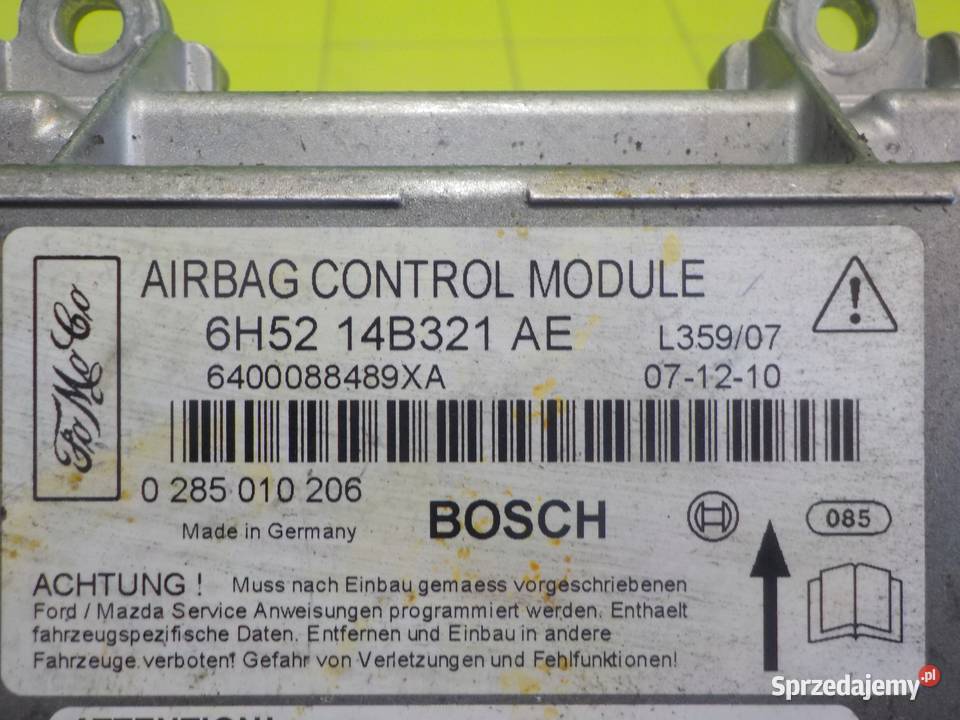 FoMoCo
AIRBAG CONTROL MODULE
6H52 14B321 AE
L359/07
6400088489XA
07-12-10
0 285 010 206
Made in Germany
BOSCH
085
ACHTUNG ! Muss nach Einbau gemaess vorgeschriebenen
Ford / Mazda Service Anweisungen programmiert werden. Enthaelt
fahrzeugspezifische Daten. Entfernen und Einbau in andere
Fahrzeuge verboten! Gefahr von Verletzungen und Fehlfunktionen!
ATTENTION!
Sprzedajemy.pl